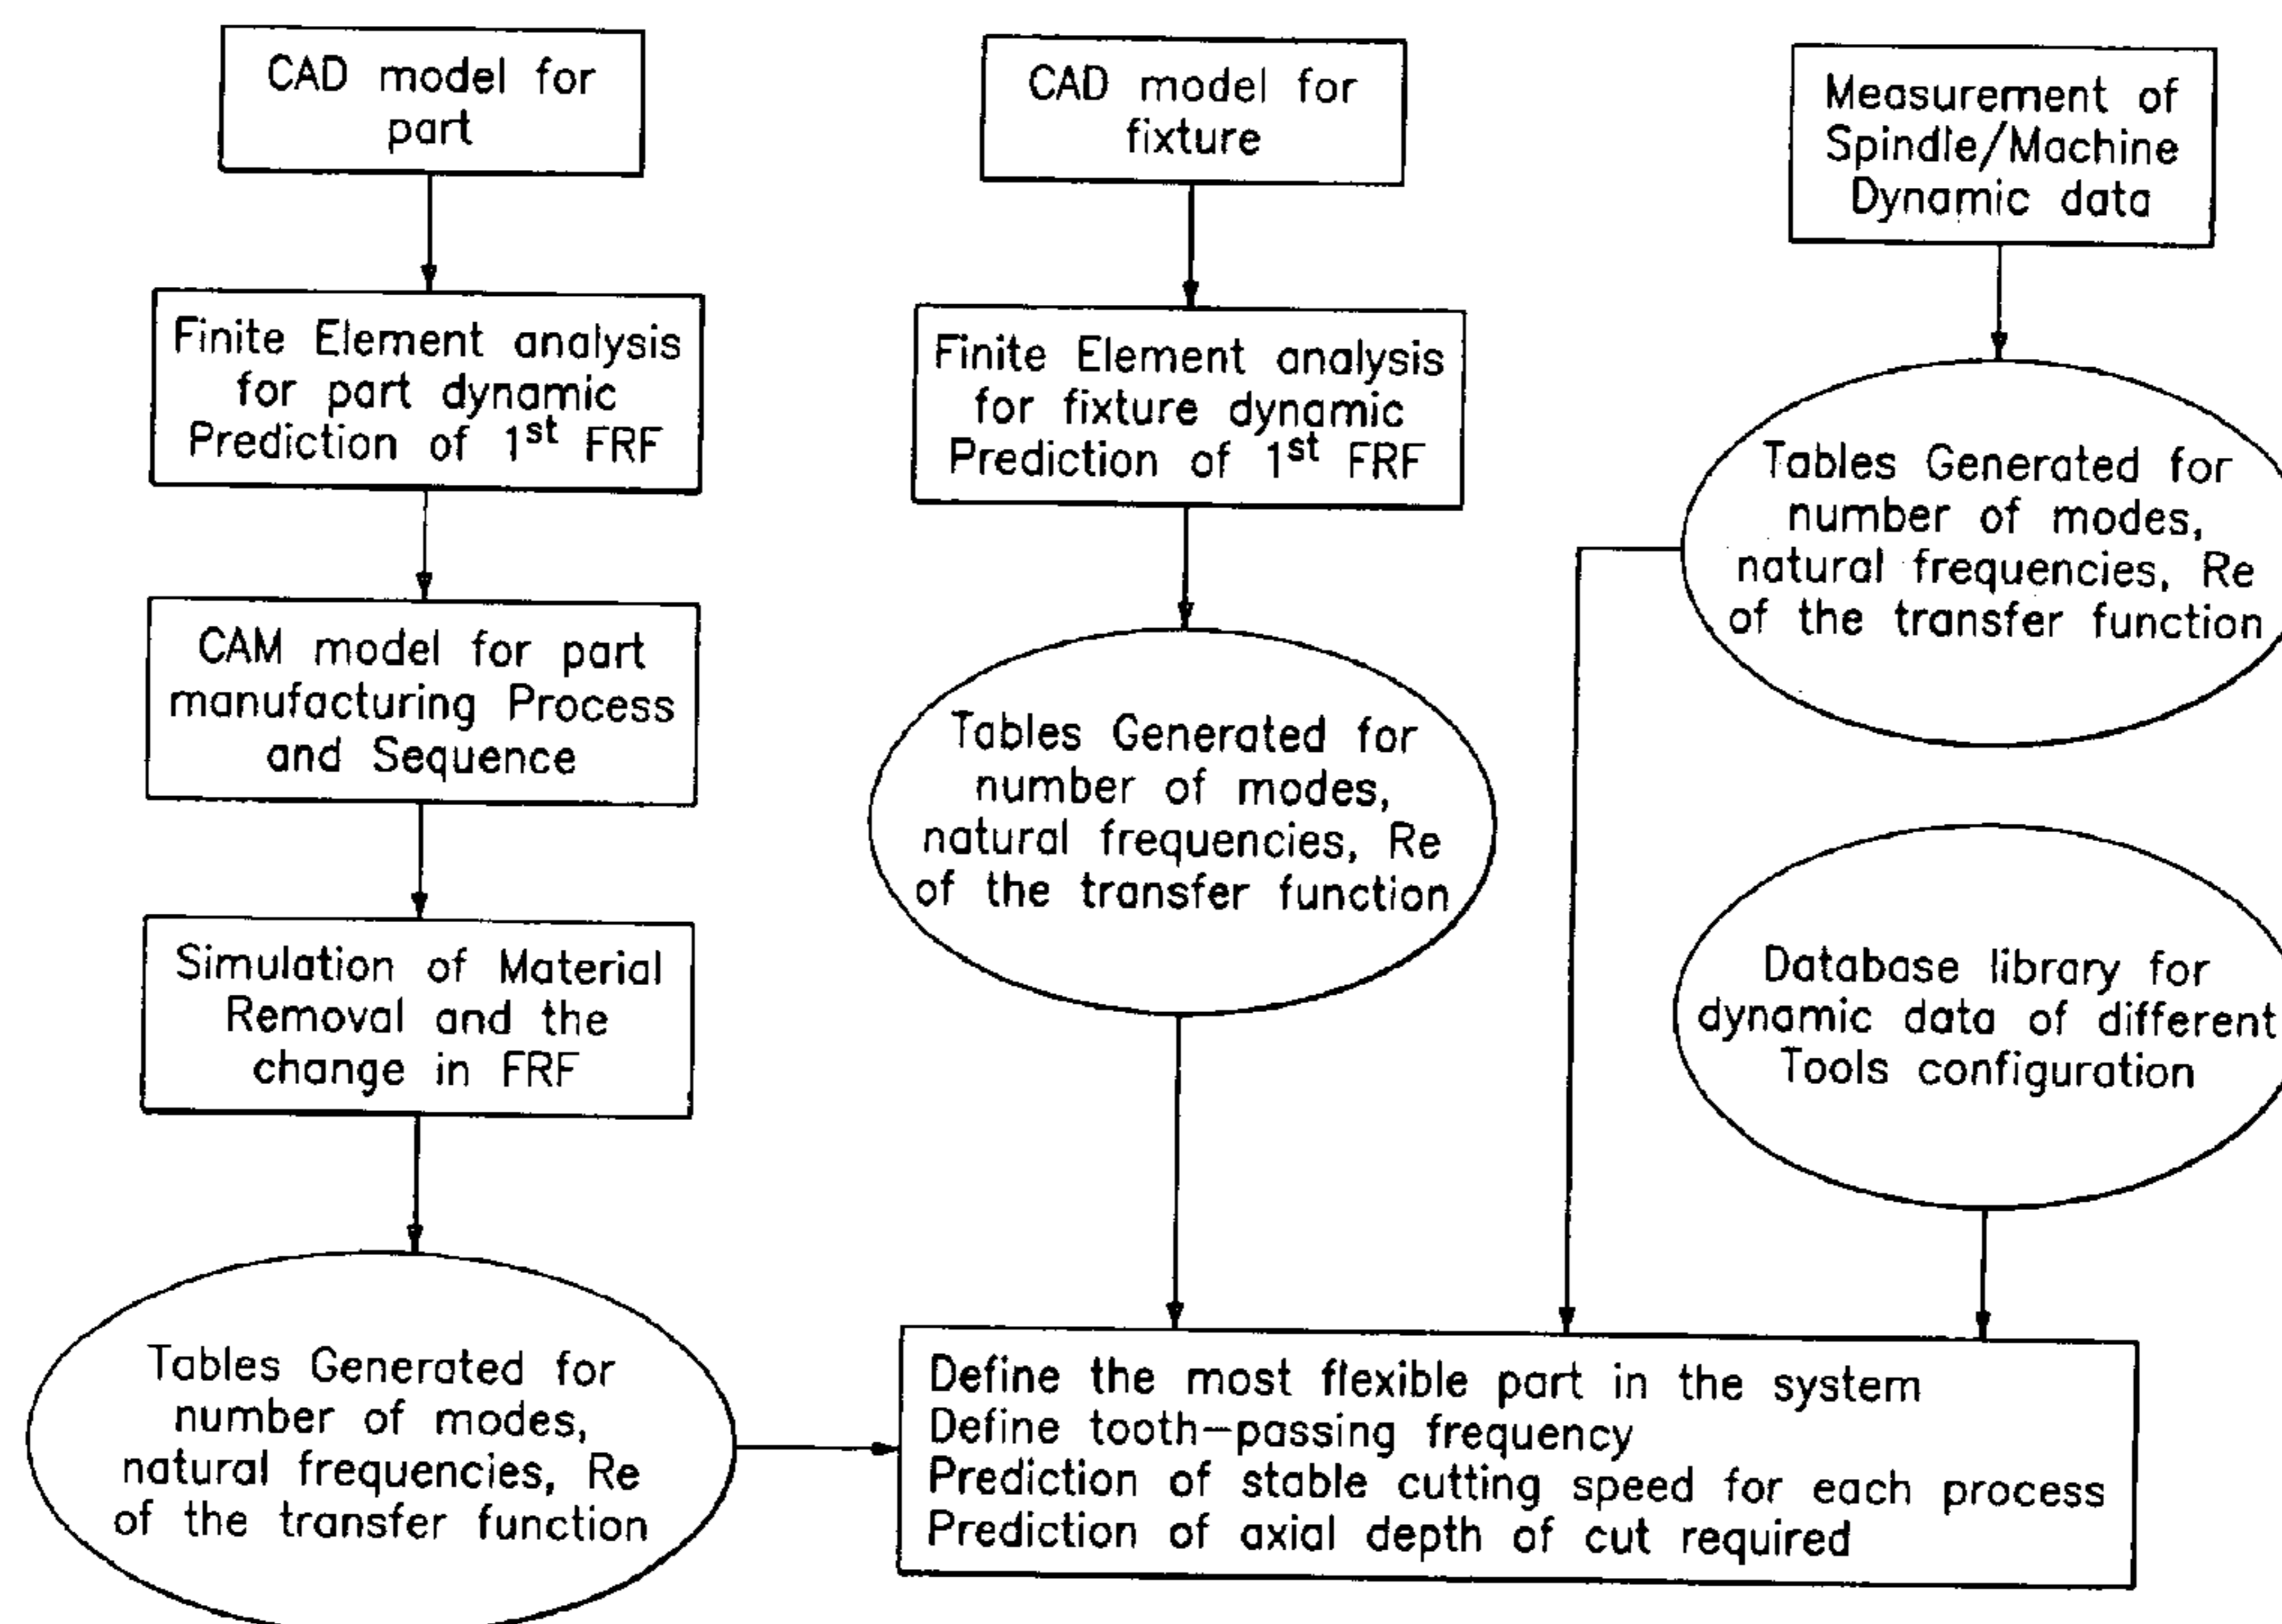 CAD model for
part
Finite Element analysis
for part dynamic
Prediction of 1st FRF
CAM model for part
manufacturing Process
and Sequence
Simulation of Material
Removal and the
change in FRF
Tables Generated for
number of modes,
natural frequencies, Re
of the transfer function
CAD model for
fixture
Finite Element analysis
for fixture dynamic
Prediction of 1st FRF
Tables Generated for
number of modes,
natural frequencies, Re
of the transfer function
Measurement of
Spindle/Machine
Dynamic data
Tables Generated for
number of modes,
natural frequencies, Re
of the transfer function
Database library for
dynamic data of different
Tools configuration
Define the most flexible part in the system
Define tooth-passing frequency
Prediction of stable cutting speed for each process
Prediction of axial depth of cut required